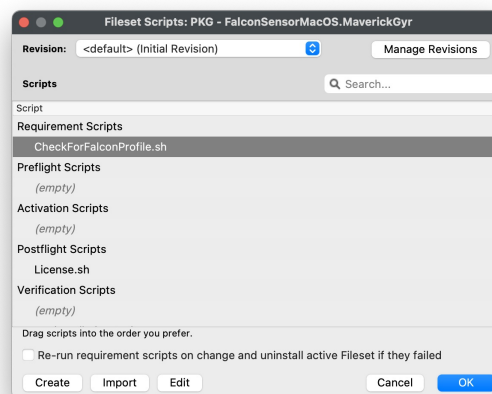 Fileset Scripts: PKG - FalconSensorMacOS.MaverickGyr
Revision: <default> (Initial Revision) Manage Revisions
Scripts Search...
Script
Requirement Scripts
CheckForFalconProfile.sh
Preflight Scripts
(empty)
Activation Scripts
(empty)
Postflight Scripts
License.sh
Verification Scripts
(empty)
Drag scripts into the order you prefer.
Re-run requirement scripts on change and uninstall active Fileset if they failed
Create Import Edit Cancel OK